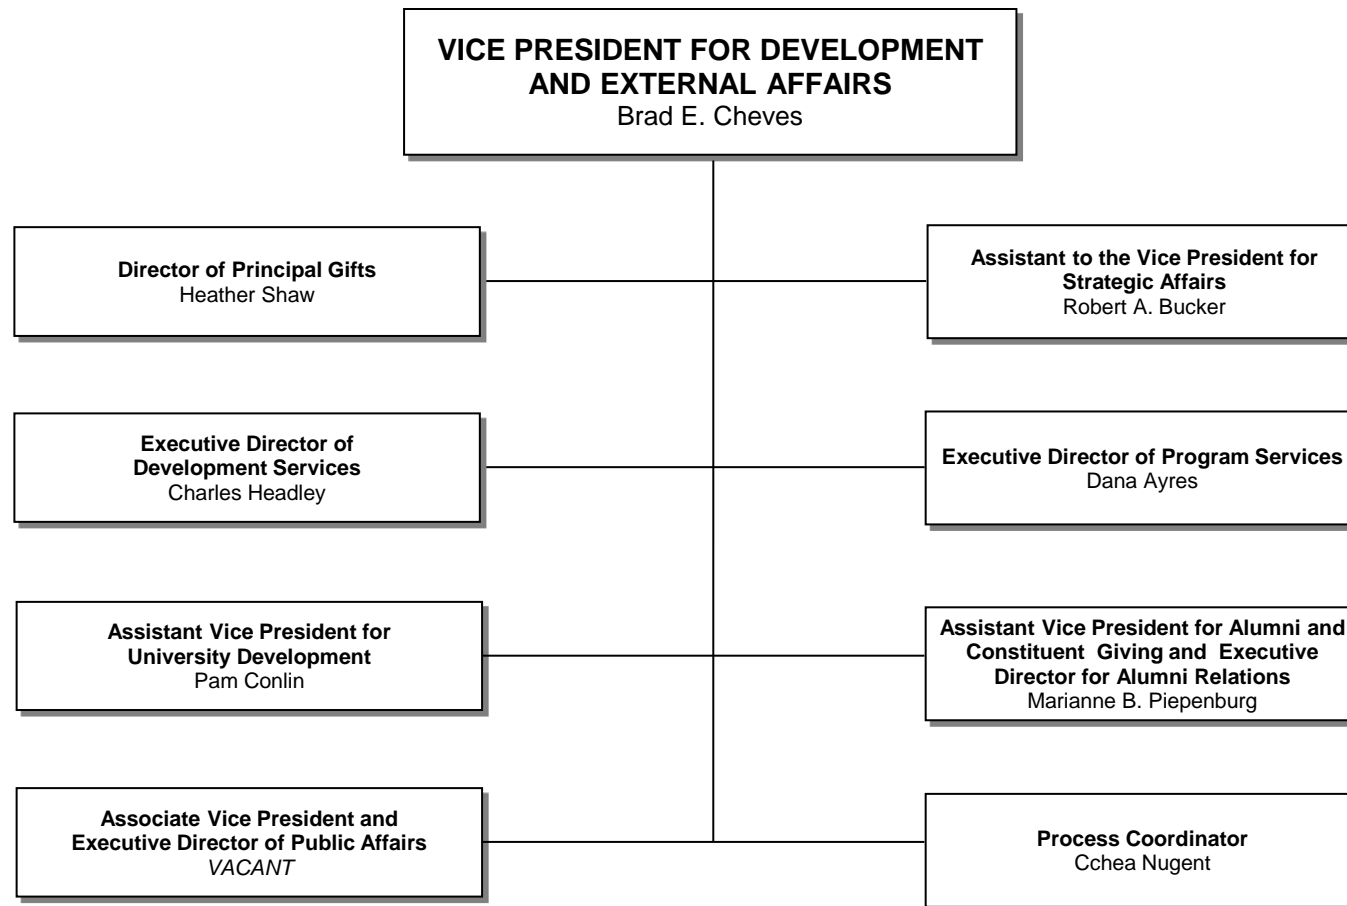 VICE PRESIDENT FOR DEVELOPMENT
AND EXTERNAL AFFAIRS
Brad E. Cheves
Director of Principal Gifts
Heather Shaw
Assistant to the Vice President for
Strategic Affairs
Robert A. Bucker
Executive Director of
Development Services
Charles Headley
Executive Director of Program Services
Dana Ayres
Assistant Vice President for
University Development
Pam Conlin
Assistant Vice President for Alumni and
Constituent Giving and Executive
Director for Alumni Relations
Marianne B. Piepenburg
Associate Vice President and
Executive Director of Public Affairs
VACANT
Process Coordinator
Cchea Nugent